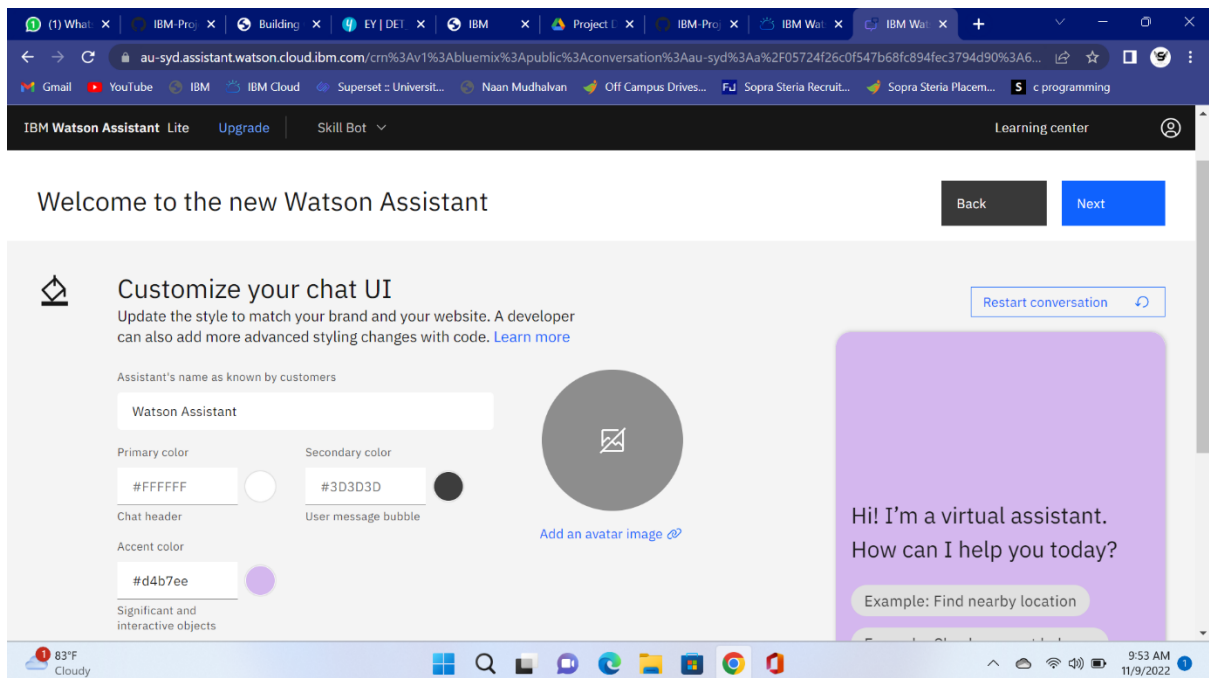 (1) What
IBM-Proj
Building
EY | DET_
IBM
Project D
IBM-Proj
IBM Wat
IBM Wat
au-syd.assistant.watson.cloud.ibm.com/crn%3Av1%3Abluemix%3Apublic%3Aconversation%3Aau-syd%3Aa%2F05724f26c0f547b68fc894fec3794d90%3A6...
Gmail
YouTube
IBM
IBM Cloud
Superset :: Universit...
Naan Mudhalvan
Off Campus Drives...
Sopra Steria Recruit...
Sopra Steria Placem...
c programming
IBM Watson Assistant Lite
Upgrade
Skill Bot
Learning center
Welcome to the new Watson Assistant
Back
Next
Customize your chat UI
Update the style to match your brand and your website. A developer
can also add more advanced styling changes with code. Learn more
Restart conversation
Assistant's name as known by customers
Watson Assistant
Primary color
Secondary color
#FFFFFF
#3D3D3D
Chat header
User message bubble
Add an avatar image
Accent color
#d4b7ee
Significant and
interactive objects
Hi! I'm a virtual assistant.
How can I help you today?
Example: Find nearby location
1
83°F
Cloudy
9:53 AM
11/9/2022
1